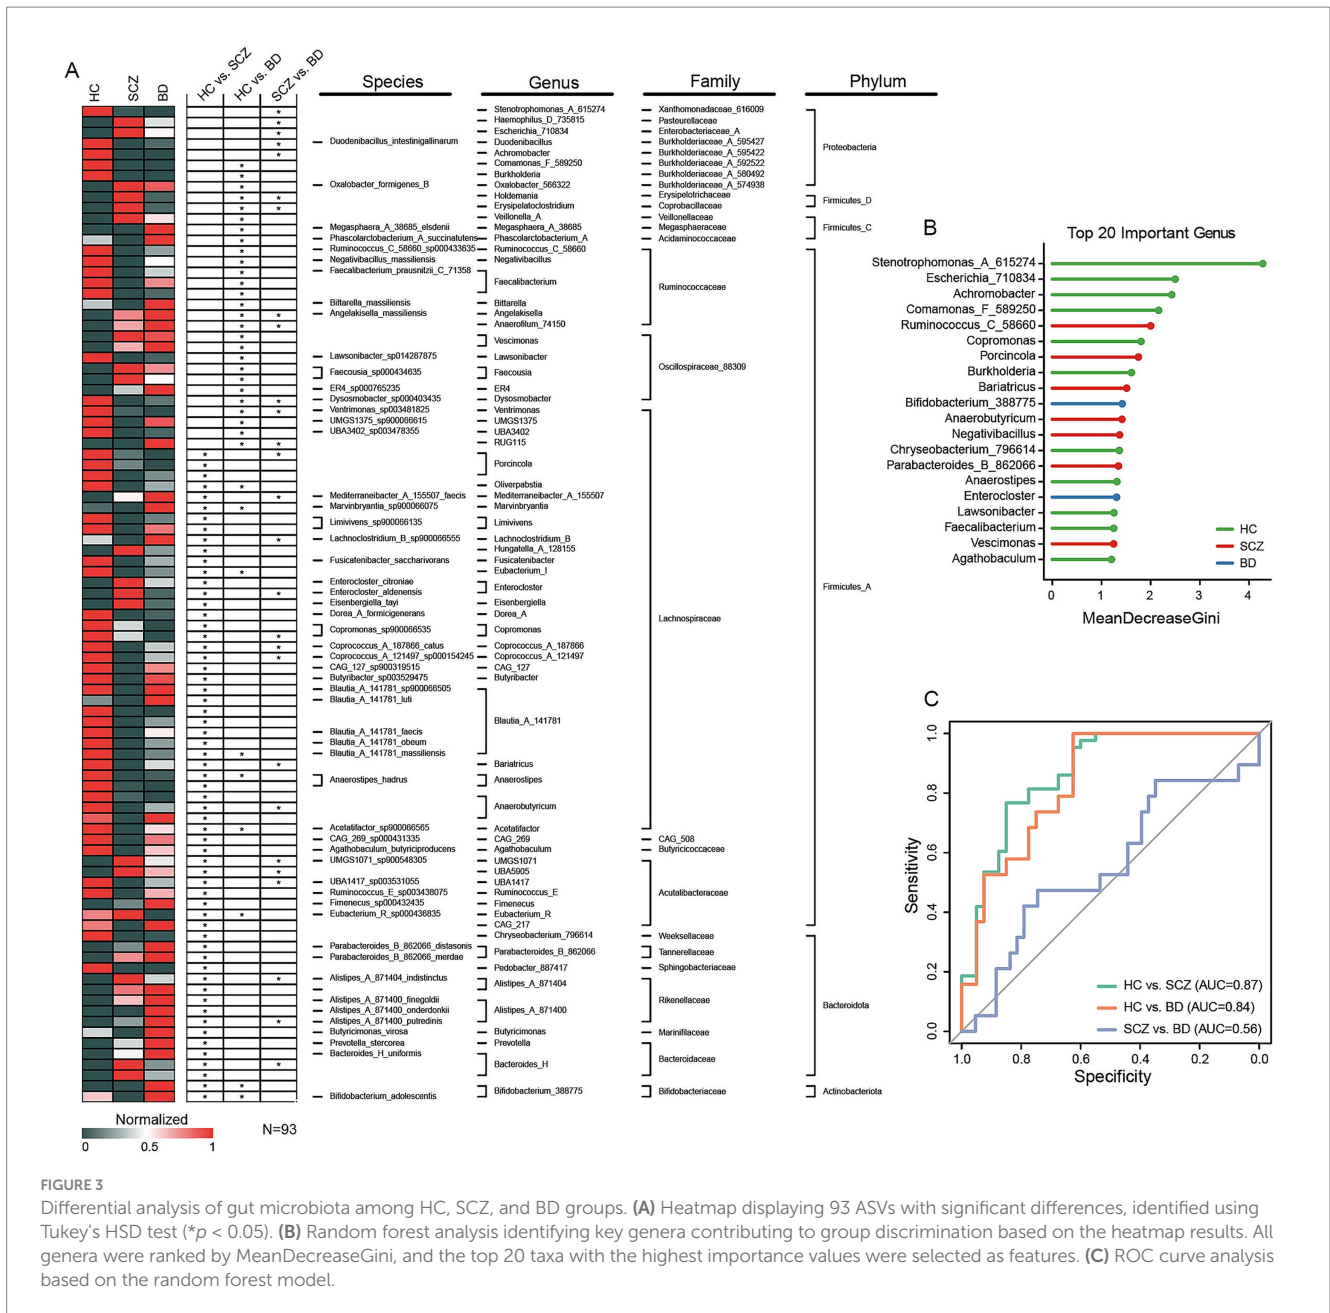 A
HC
SCZ
BD
HC vs. SCZ
HC vs. BD
SCZ vs. BD
Species
Genus
Family
Phylum
Duodenibacillus_intestinigallinarum
Oxalobacter_formigenes_B
Megasphaera_A_38685_elsdenii
Phascolarctobacterium_A_succinatutens
Ruminococcus_C_58660_sp000433635
Negativibacillus_massiliensis
Faecalibacterium_prausnitzii_C_71358
Bittarella_massiliensis
Angelakisella_massiliensis
Lawsonibacter_sp014287875
Faecousia_sp000434635
ER4_sp000765235
Dysosmobacter_sp000403435
Ventrimonas_sp003481825
UMGS1375_sp900066615
UBA3402_sp003478355
Mediterraneibacter_A_155507_faecis
Marvinbryantia_sp900066075
Limivivens_sp900066135
Lachnoclostridium_B_sp900066555
Fusicatenibacter_saccharivorans
Enterocloster_citroniae
Enterocloster_aldenensis
Eisenbergiella_tayi
Dorea_A_formicigenerans
Copromonas_sp900066535
Coprococcus_A_187866_catus
Coprococcus_A_121497_sp000154245
CAG_127_sp900319515
Butyribacter_sp003529475
Blautia_A_141781_sp900066505
Blautia_A_141781_luti
Blautia_A_141781_faecis
Blautia_A_141781_obeum
Blautia_A_141781_massiliensis
Anaerostipes_hadrus
Acetatifactor_sp900066565
CAG_269_sp000431335
Agathobaculum_butyriciproducens
UMGS1071_sp900548305
UBA1417_sp003531055
Ruminococcus_E_sp003438075
Fimenecus_sp000432435
Eubacterium_R_sp000436835
Parabacteroides_B_862066_distasonis
Parabacteroides_B_862066_merdae
Alistipes_A_871404_indistinctus
Alistipes_A_871400_finegoldii
Alistipes_A_871400_onderdonkii
Alistipes_A_871400_putredinis
Butyricimonas_virosa
Prevotella_stercorea
Bacteroides_H_uniformis
Bifidobacterium_adolescentis
Stenotrophomonas_A_615274
Haemophilus_D_735815
Escherichia_710834
Duodenibacillus
Achromobacter
Comamonas_F_589250
Burkholderia
Oxalobacter_566322
Holdemania
Erysipelatoclostridium
Veillonella_A
Megasphaera_A_38685
Phascolarctobacterium_A
Ruminococcus_C_58660
Negativibacillus
Faecalibacterium
Bittarella
Angelakisella
Anaerofilum_74150
Vescimonas
Lawsonibacter
Faecousia
ER4
Dysosmobacter
Ventrimonas
UMGS1375
UBA3402
RUG115
Porcincola
Oliverpabstia
Mediterraneibacter_A_155507
Marvinbryantia
Limivivens
Lachnoclostridium_B
Hungatella_A_128155
Fusicatenibacter
Eubacterium_I
Enterocloster
Eisenbergiella
Dorea_A
Copromonas
Coprococcus_A_187866
Coprococcus_A_121497
CAG_127
Butyribacter
Blautia_A_141781
Bariatricus
Anaerostipes
Anaerobutyricum
Acetatifactor
CAG_269
Agathobaculum
UMGS1071
UBA5905
UBA1417
Ruminococcus_E
Fimenecus
Eubacterium_R
CAG_217
Chryseobacterium_796614
Parabacteroides_B_862066
Pedobacter_887417
Alistipes_A_871404
Alistipes_A_871400
Butyricimonas
Prevotella
Bacteroides_H
Bifidobacterium_388775
Xanthomonadaceae_616009
Pasteurellaceae
Enterobacteriaceae_A
Burkholderiaceae_A_595427
Burkholderiaceae_A_595422
Burkholderiaceae_A_592522
Burkholderiaceae_A_580492
Burkholderiaceae_A_574938
Erysipelotrichaceae
Coprobacillaceae
Veillonellaceae
Megasphaeraceae
Acidaminococcaceae
Ruminococcaceae
Oscillospiraceae_88309
Lachnospiraceae
CAG_508
Butyricicoccaceae
Acutalibacteraceae
Weeksellaceae
Tannerellaceae
Sphingobacteriaceae
Rikenellaceae
Marinifilaceae
Bacteroidaceae
Bifidobacteriaceae
Proteobacteria
Firmicutes_D
Firmicutes_C
Firmicutes_A
Bacteroidota
Actinobacteriota
Normalized
0 0.5 1
N=93
B
Top 20 Important Genus
Stenotrophomonas_A_615274
Escherichia_710834
Achromobacter
Comamonas_F_589250
Ruminococcus_C_58660
Copromonas
Porcincola
Burkholderia
Bariatricus
Bifidobacterium_388775
Anaerobutyricum
Negativibacillus
Chryseobacterium_796614
Parabacteroides_B_862066
Anaerostipes
Enterocloster
Lawsonibacter
Faecalibacterium
Vescimonas
Agathobaculum
HC
SCZ
BD
0 1 2 3 4
MeanDecreaseGini
C
Sensitivity
1.0
0.8
0.6
0.4
0.2
0.0
HC vs. SCZ (AUC=0.87)
HC vs. BD (AUC=0.84)
SCZ vs. BD (AUC=0.56)
1.0 0.8 0.6 0.4 0.2 0.0
Specificity
FIGURE 3
Differential analysis of gut microbiota among HC, SCZ, and BD groups. (A) Heatmap displaying 93 ASVs with significant differences, identified using
Tukey's HSD test (*p < 0.05). (B) Random forest analysis identifying key genera contributing to group discrimination based on the heatmap results. All
genera were ranked by MeanDecreaseGini, and the top 20 taxa with the highest importance values were selected as features. (C) ROC curve analysis
based on the random forest model.